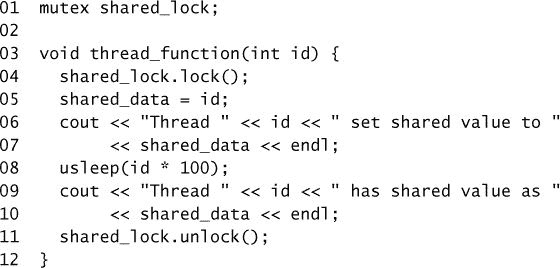 01 mutex shared_lock;
02
03 void thread_function(int id) {
04   shared_lock.lock();
05   shared_data = id;
06   cout << "Thread " << id << " set shared value to "
07        << shared_data << endl;
08   usleep(id * 100);
09   cout << "Thread " << id << " has shared value as "
10        << shared_data << endl;
11   shared_lock.unlock();
12 }